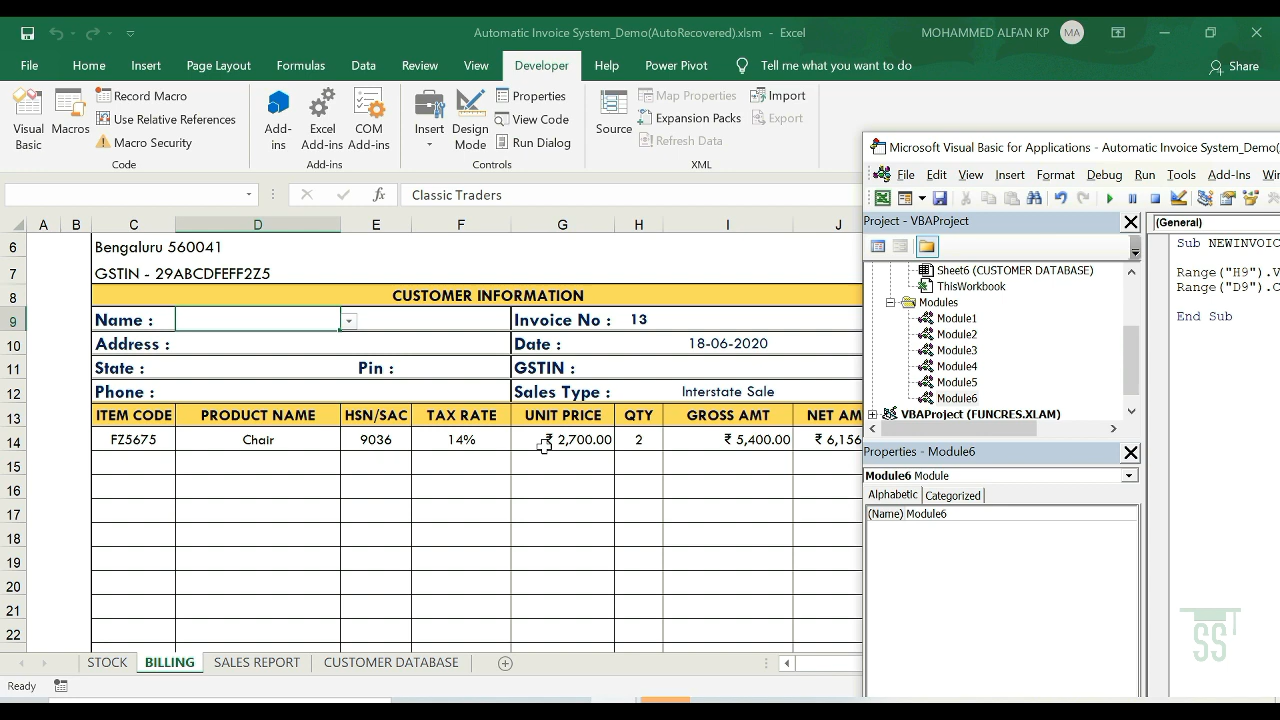 Automatic Invoice System_Demo(AutoRecovered).xlsm - Excel
MOHAMMED ALFAN KP MA
File Home Insert Page Layout Formulas Data Review View Developer Help Power Pivot Tell me what you want to do Share
Visual Basic
Macros
Record Macro
Use Relative References
Macro Security
Code
Add-ins
Excel Add-ins
COM Add-ins
Add-ins
Insert
Design Mode
Properties
View Code
Run Dialog
Controls
Source
Map Properties
Expansion Packs
Refresh Data
Import
Export
XML
fx Classic Traders
A B C D E F G H I J
6 Bengaluru 560041
7 GSTIN - 29ABCDFEFF2Z5
8 CUSTOMER INFORMATION
9 Name : Invoice No : 13
10 Address : Date : 18-06-2020
11 State : Pin : GSTIN :
12 Phone : Sales Type : Interstate Sale
13 ITEM CODE PRODUCT NAME HSN/SAC TAX RATE UNIT PRICE QTY GROSS AMT NET AM
14 FZ5675 Chair 9036 14% ₹ 2,700.00 2 ₹ 5,400.00 ₹ 6,156
15
16
17
18
19
20
21
22
STOCK BILLING SALES REPORT CUSTOMER DATABASE
Ready
Microsoft Visual Basic for Applications - Automatic Invoice System_Demo(
File Edit View Insert Format Debug Run Tools Add-Ins Wi
Project - VBAProject
Sheet6 (CUSTOMER DATABASE)
ThisWorkbook
Modules
Module1
Module2
Module3
Module4
Module5
Module6
VBAProject (FUNCRES.XLAM)
Properties - Module6
Module6 Module
Alphabetic Categorized
(Name) Module6
(General)
Sub NEWINVOIC
Range("H9").V
Range("D9").C
End Sub
SS